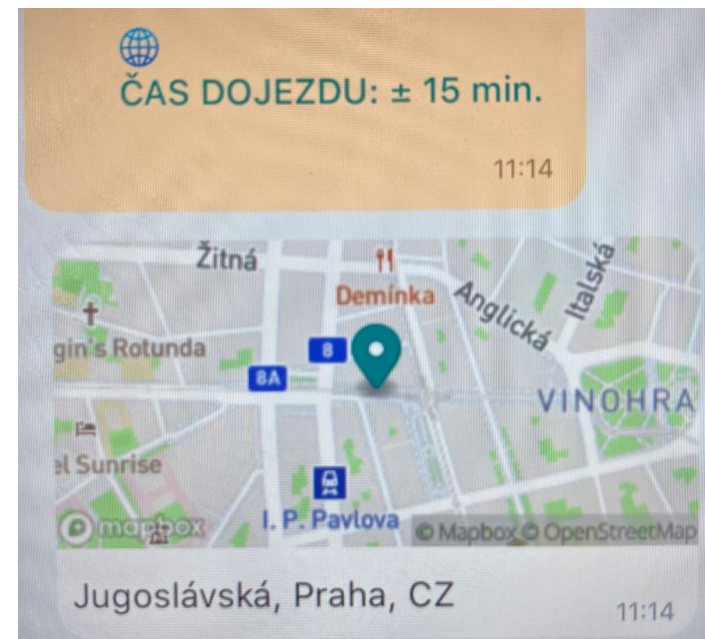 ČAS DOJEZDU: ± 15 min.
11:14
Žitná
Demínka
Anglická
Italská
gin's Rotunda
8
8A
VINOHRA
el Sunrise
I. P. Pavlova
mapbox
© Mapbox © OpenStreetMap
Jugoslávská, Praha, CZ
11:14